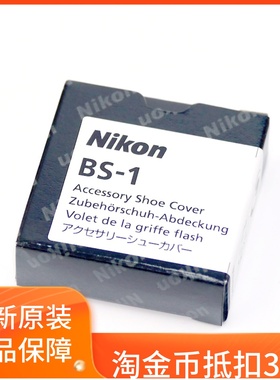 Nikon
BS-1
Accessory Shoe Cover
Zubehörschuh-Abdeckung
Volet de la griffe flash
アクセサリーシューカバー
新原装
品保障
淘金币抵扣3